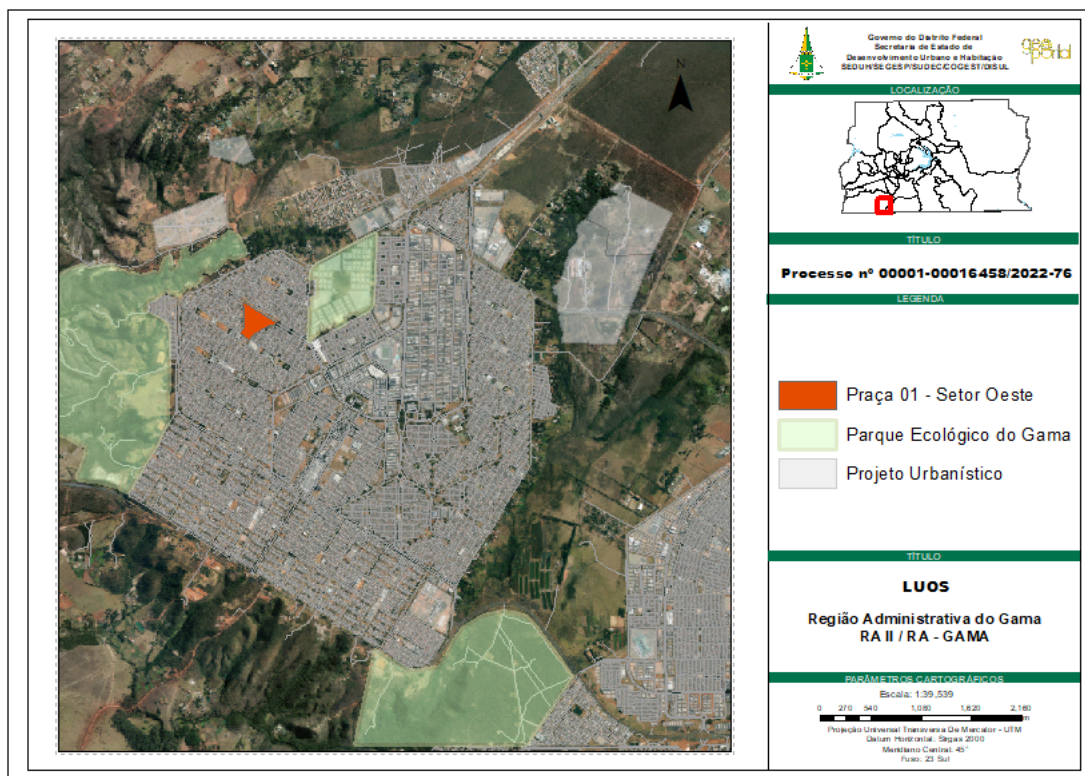 N
Governo do Distrito Federal
Secretaria de Estado de
Desenvolvimento Urbano e Habitação
SEDUH/SEGESP/SUDEC/COGEST/DISUL
geo
portal
LOCALIZAÇÃO
TÍTULO
Processo nº 00001-00016458/2022-76
LEGENDA
Praça 01 - Setor Oeste
Parque Ecológico do Gama
Projeto Urbanístico
TÍTULO
LUOS
Região Administrativa do Gama
RA II / RA - GAMA
PARÂMETROS CARTOGRÁFICOS
Escala: 1:39,539
0 270 540 1,080 1,620 2,160
m
Projeção Universal Transversa De Mercator - UTM
Datum Horizontal: Sirgas 2000
Meridiano Central: 45°
Fuso: 23 Sul